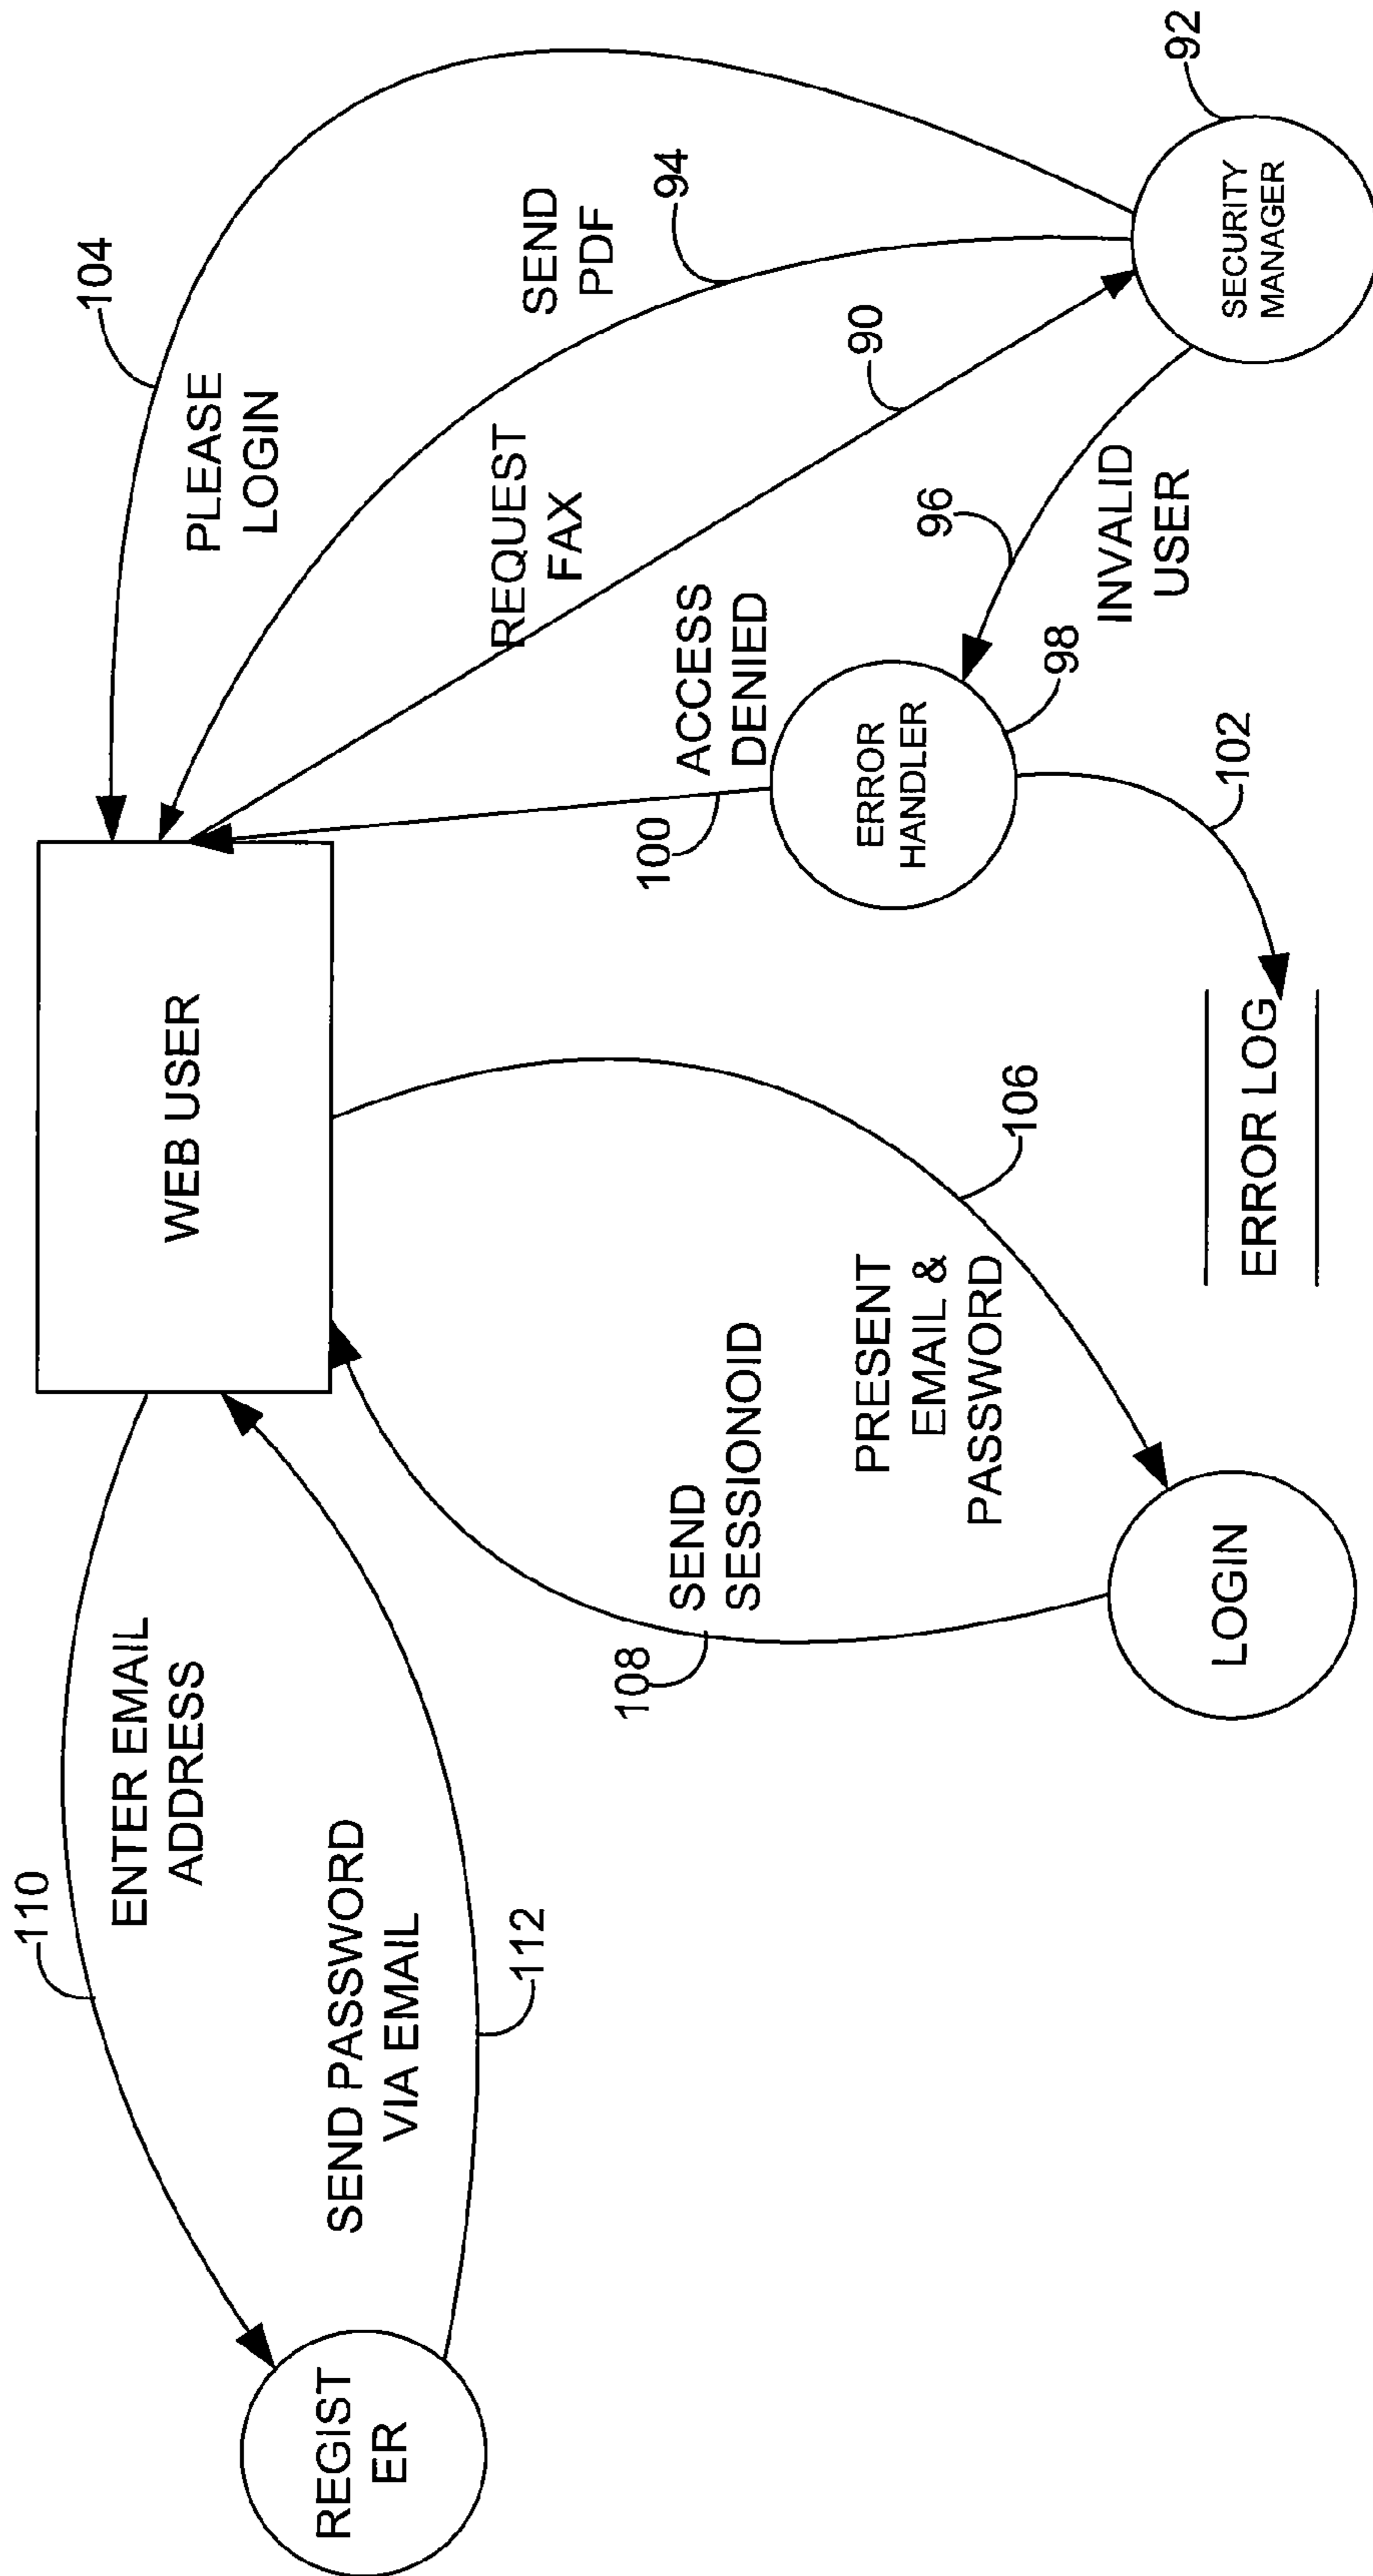 110
ENTER EMAIL
ADDRESS
SEND PASSWORD
VIA EMAIL
112
REGIST
ER
WEB USER
104
PLEASE
LOGIN
SEND
PDF
94
REQUEST
FAX
90
ACCESS
DENIED
100
96
INVALID
USER
92
SECURITY
MANAGER
ERROR
HANDLER
98
102
108
SEND
SESSIONOID
PRESENT
EMAIL &
PASSWORD
106
LOGIN
ERROR LOG